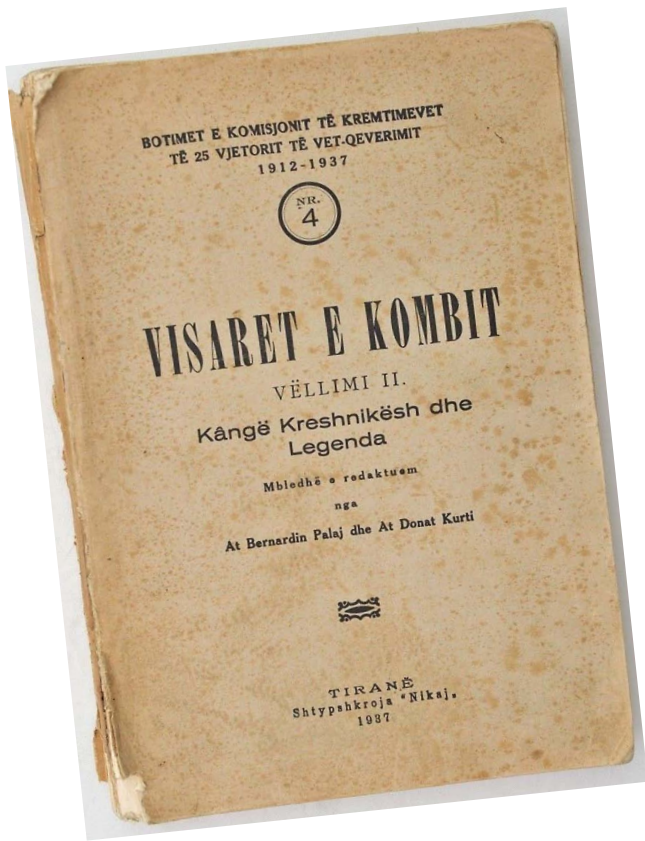 BOTIMET E KOMISJONIT TË KREMTIMEVET
TË 25 VJETORIT TË VET-QEVERIMIT
1912-1937
NR.
4
VISARET E KOMBIT
VËLLIMI II.
Kângë Kreshnikësh dhe
Legenda
Mbledhë e redaktuem
nga
At Bernardin Palaj dhe At Donat Kurti
TIRANË
Shtypshkroja "Nikaj„
1937